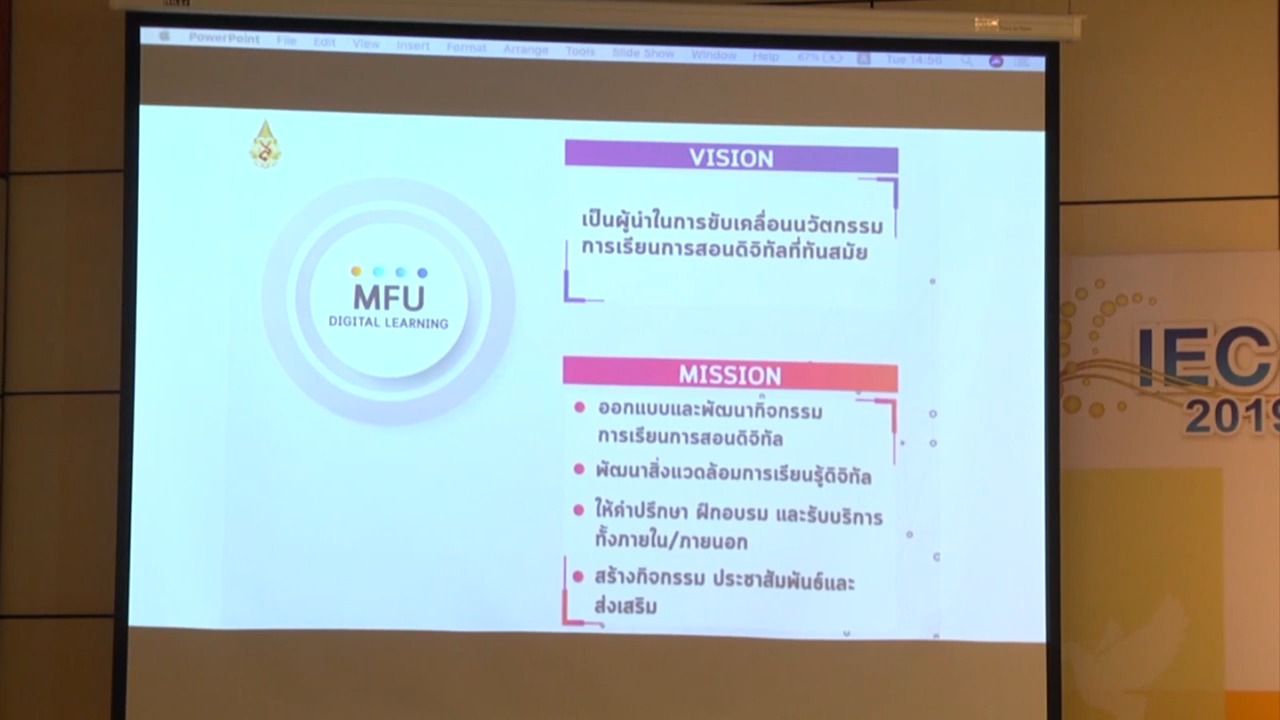 PowerPoint File Edit View Insert Format Arrange Tools Slide Show Window Help 67% Tue 14:56
VISION
เป็นผู้นำในการขับเคลื่อนนวัตกรรม
การเรียนการสอนดิจิทัลที่ทันสมัย
MFU
DIGITAL LEARNING
MISSION
ออกแบบและพัฒนากิจกรรม
การเรียนการสอนดิจิทัล
พัฒนาสิ่งแวดล้อมการเรียนรู้ดิจิทัล
ให้คำปรึกษา ฝึกอบรม และรับบริการ
ทั้งภายใน/ภายนอก
สร้างกิจกรรม ประชาสัมพันธ์และ
ส่งเสริม
IEC
2019